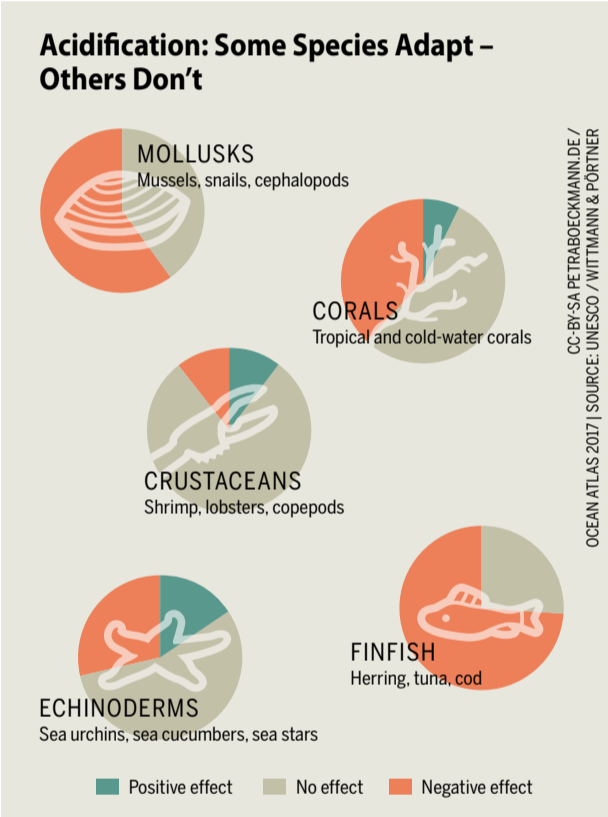 Acidification: Some Species Adapt –
Others Don't
MOLLUSKS
Mussels, snails, cephalopods
CORALS
Tropical and cold-water corals
CRUSTACEANS
Shrimp, lobsters, copepods
FINFISH
Herring, tuna, cod
ECHINODERMS
Sea urchins, sea cucumbers, sea stars
Positive effect
No effect
Negative effect
CC-BY-SA PETRABOECKMANN.DE /
OCEAN ATLAS 2017 | SOURCE: UNESCO / WITTMANN & PÖRTNER